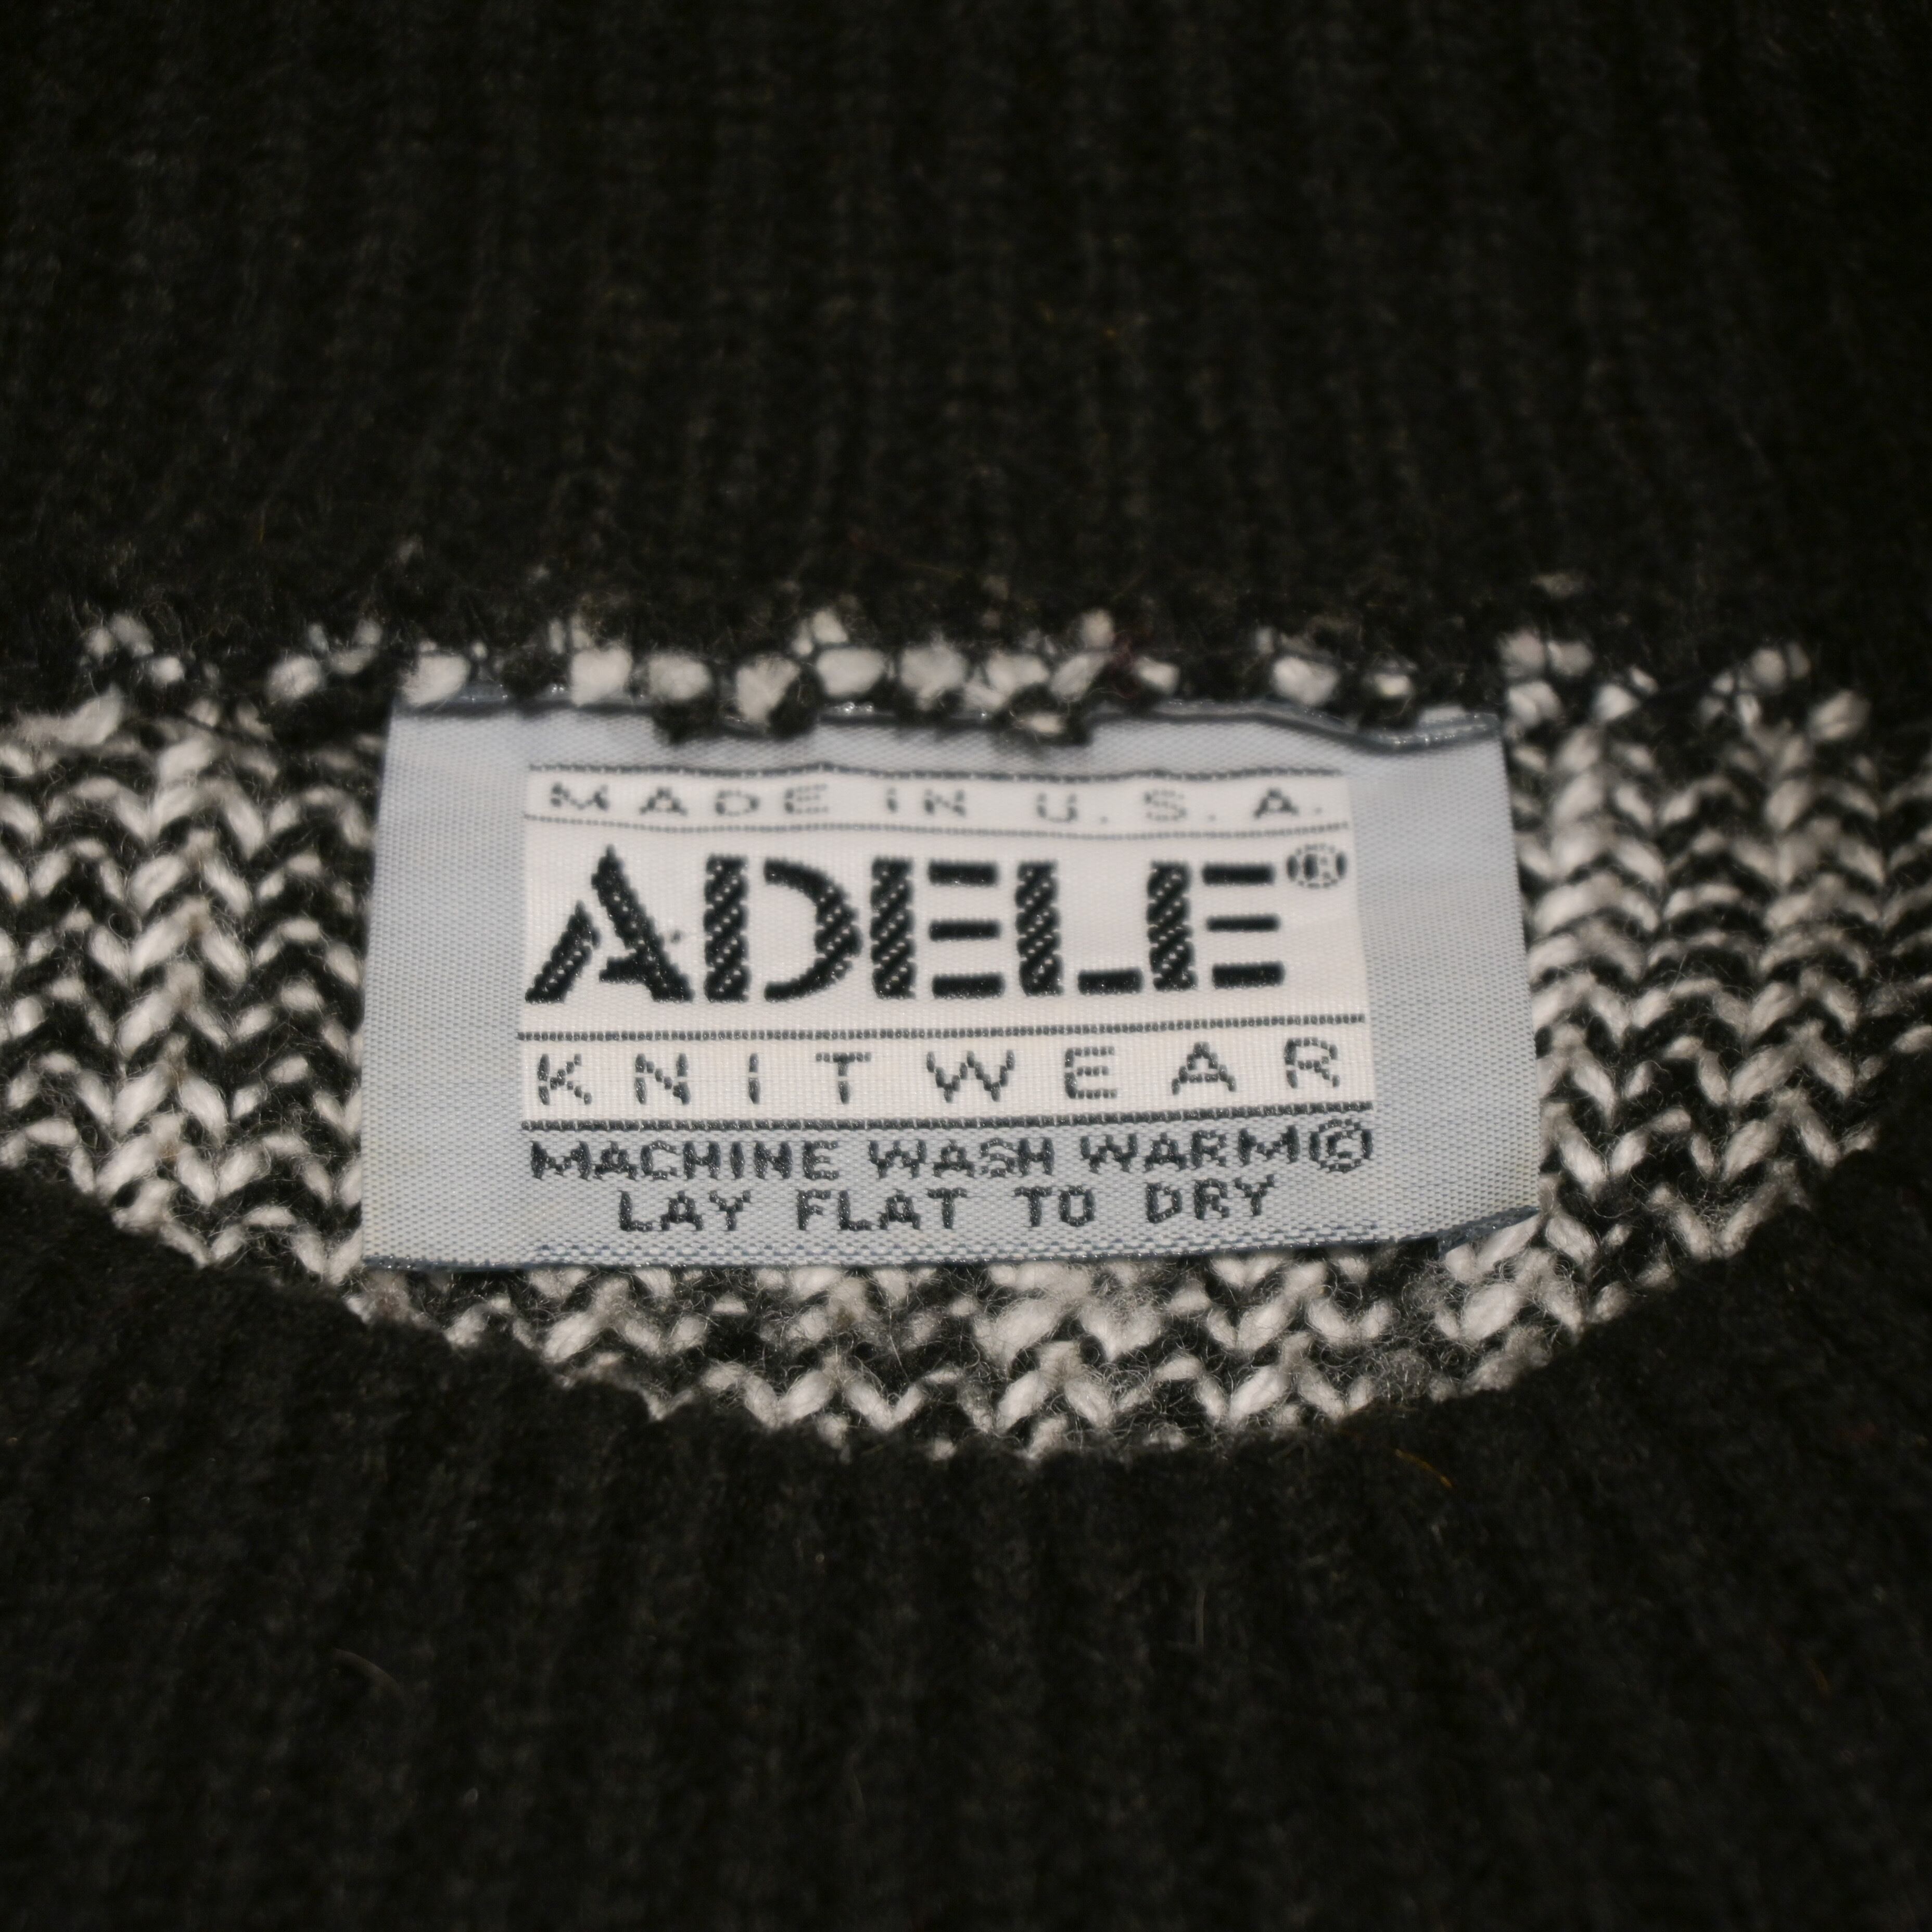 MADE IN U.S.A.
ADELE®
KNITWEAR
MACHINE WASH WARM©
LAY FLAT TO DRY